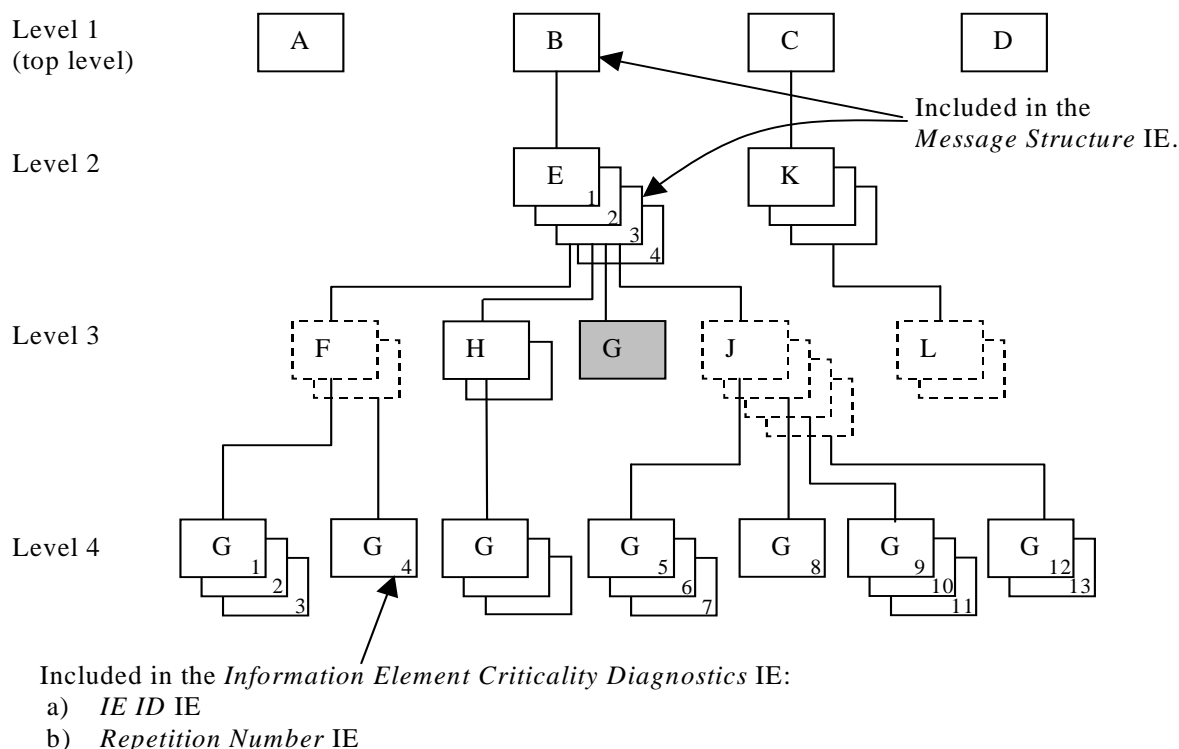 Level 1
(top level)
A
B
C
D
Included in the
Message Structure IE.
Level 2
E
1
2
3
4
K
Level 3
F
H
G
J
L
Level 4
G
1
2
3
G
4
G
G
5
6
7
G
8
G
9
10
11
G
12
13
Included in the Information Element Criticality Diagnostics IE:
a) IE ID IE
b) Repetition Number IE